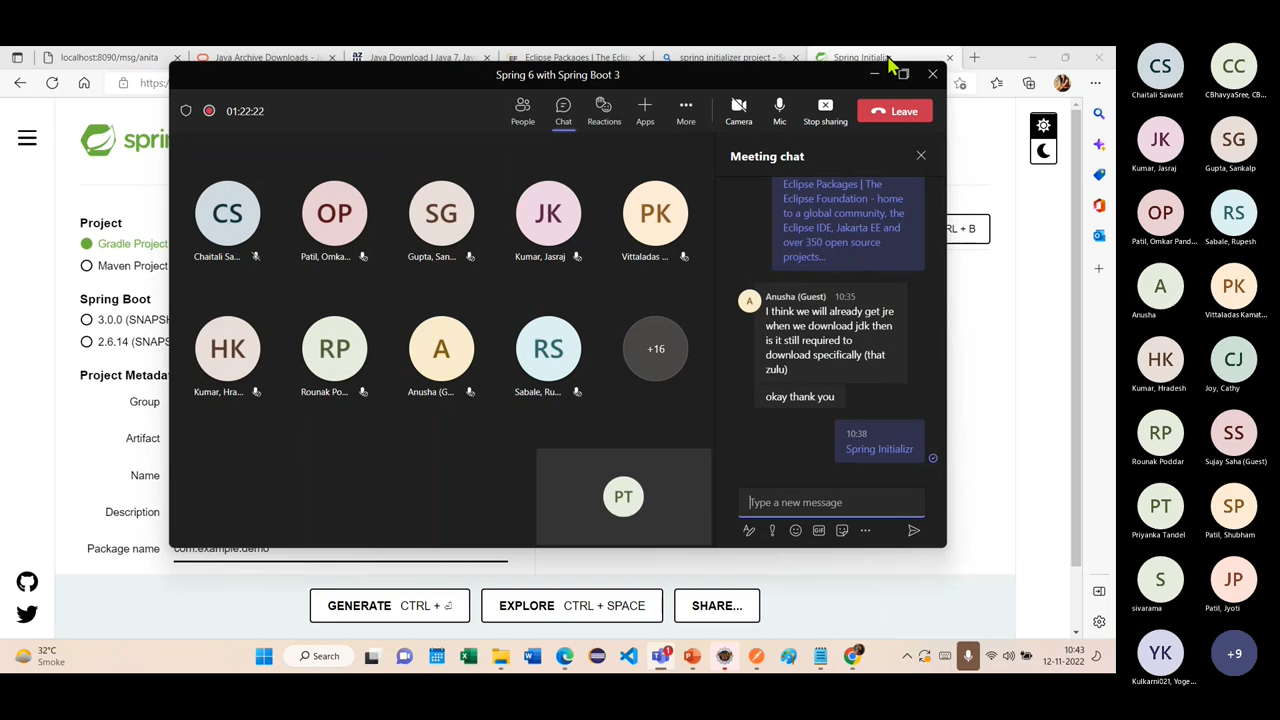 localhost:8090/msg/anita
Java Archive Downloads - J
Java Download | Java 7,
Eclipse Packages | The Ecl
spring initializer project - S
Spring Initiali
https:/
Spring 6 with Spring Boot 3
01:22:22
People
Chat
Reactions
Apps
More
Camera
Mic
Stop sharing
Leave
Meeting chat
Eclipse Packages | The
Eclipse Foundation - home
to a global community, the
Eclipse IDE, Jakarta EE and
over 350 open source
projects...
Anusha (Guest) 10:35
I think we will already get jre
when we download jdk then
is it still required to
download specifically (that
zulu)
okay thank you
10:38
Spring Initializr
Type a new message
GIF
CS
Chaitali Sa...
OP
Patil, Omka...
SG
Gupta, San...
JK
Kumar, Jasraj
PK
Vittaladas ...
HK
Kumar, Hra...
RP
Rounak Po...
A
Anusha (G...
RS
Sabale, Ru...
+16
PT
sprin
Project
Gradle Project
Maven Project
Spring Boot
3.0.0 (SNAPS
2.6.14 (SNAPS
Project Metadat
Group
Artifact
Name
Description
Package name com.example.demo
RL + B
GENERATE CTRL + ⏎
EXPLORE CTRL + SPACE
SHARE...
32°C
Smoke
Search
1
10:43
12-11-2022
CS
Chaitali Sawant
CC
CBhavyaSree, CB...
JK
Kumar, Jasraj
SG
Gupta, Sankalp
OP
Patil, Omkar Pand...
RS
Sabale, Rupesh
A
Anusha
PK
Vittaladas Kamat...
HK
Kumar, Hradesh
CJ
Joy, Cathy
RP
Rounak Poddar
SS
Sujay Saha (Guest)
PT
Priyanka Tandel
SP
Patil, Shubham
S
sivarama
JP
Patil, Jyoti
YK
Kulkarni021, Yoge...
+9